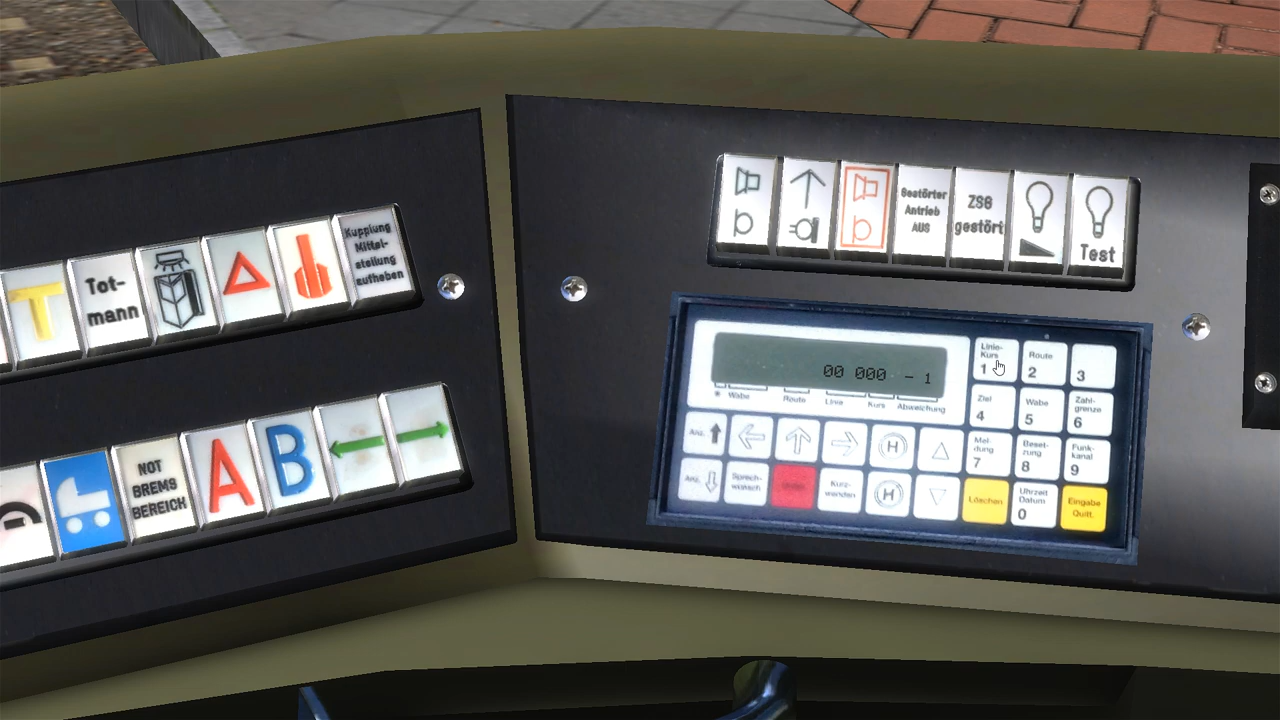 Gestörter
Antrieb
AUS
ZSG
gestört
Test
Kupplung
Mittel-
stellung
aufheben
T
Tot-
mann
NOT
BREMS
BEREICH
A
B
00 000 - 1
* Wabe Route Linie Kurs Abweichung
Linie-
Kurs
1
Route
2
3
Ziel
4
Wabe
5
Zahl-
grenze
6
Anz.
H
Mel-
dung
7
Beset-
zung
8
Funk-
kanal
9
Anz.
Sprech-
wunsch
Kurz-
wenden
H
Löschen
Uhrzeit
Datum
0
Eingabe
Quitt.